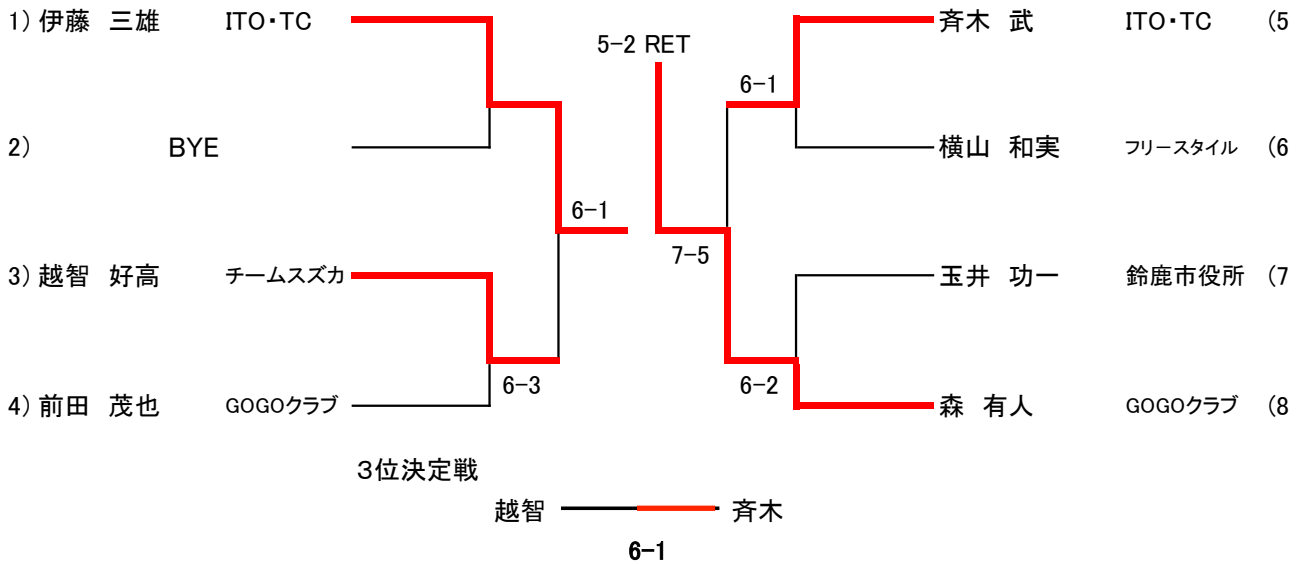 1) 伊藤 三雄 ITO・TC
斉木 武 ITO・TC (5
5-2 RET
6-1
2) BYE
横山 和実 フリースタイル (6
6-1
7-5
3) 越智 好高 チームスズカ
玉井 功一 鈴鹿市役所 (7
6-3
6-2
4) 前田 茂也 GOGOクラブ
森 有人 GOGOクラブ (8
3位決定戦
越智 斉木
6-1